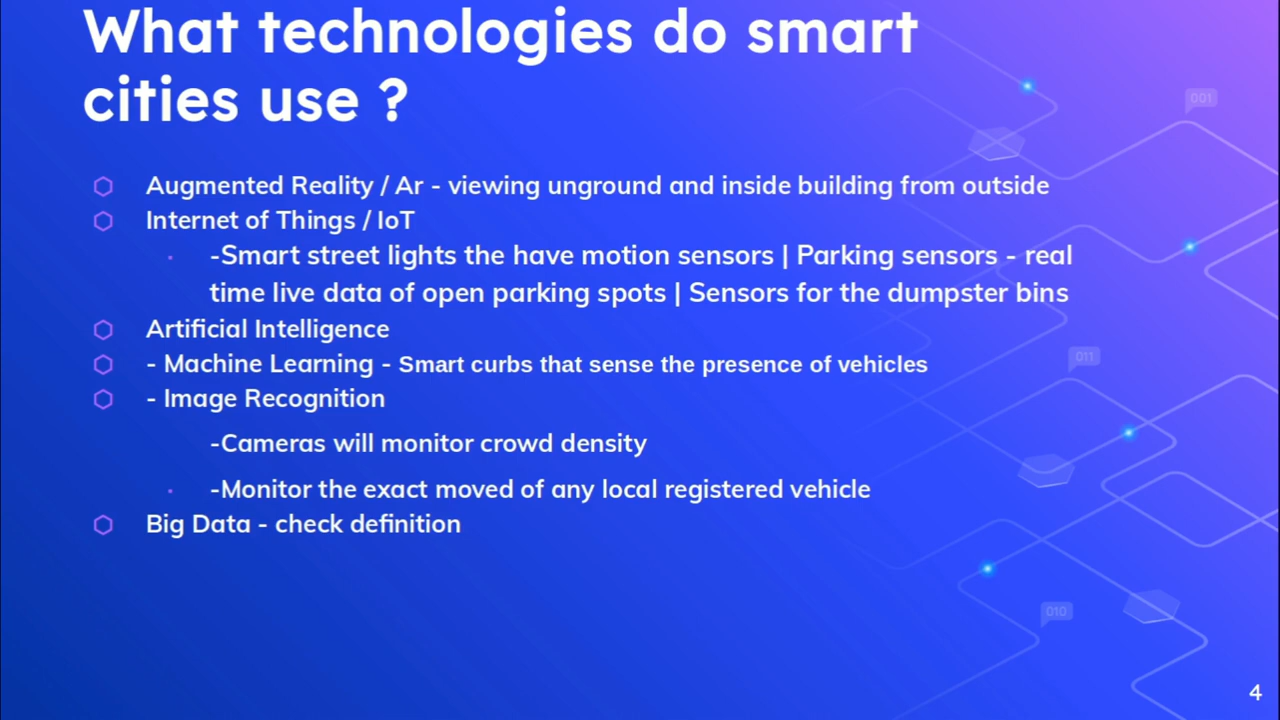 What technologies do smart
cities use ?
Augmented Reality / Ar - viewing unground and inside building from outside
Internet of Things / IoT
-Smart street lights the have motion sensors | Parking sensors - real
time live data of open parking spots | Sensors for the dumpster bins
Artificial Intelligence
- Machine Learning - Smart curbs that sense the presence of vehicles
- Image Recognition
-Cameras will monitor crowd density
-Monitor the exact moved of any local registered vehicle
Big Data - check definition
001
011
010
4